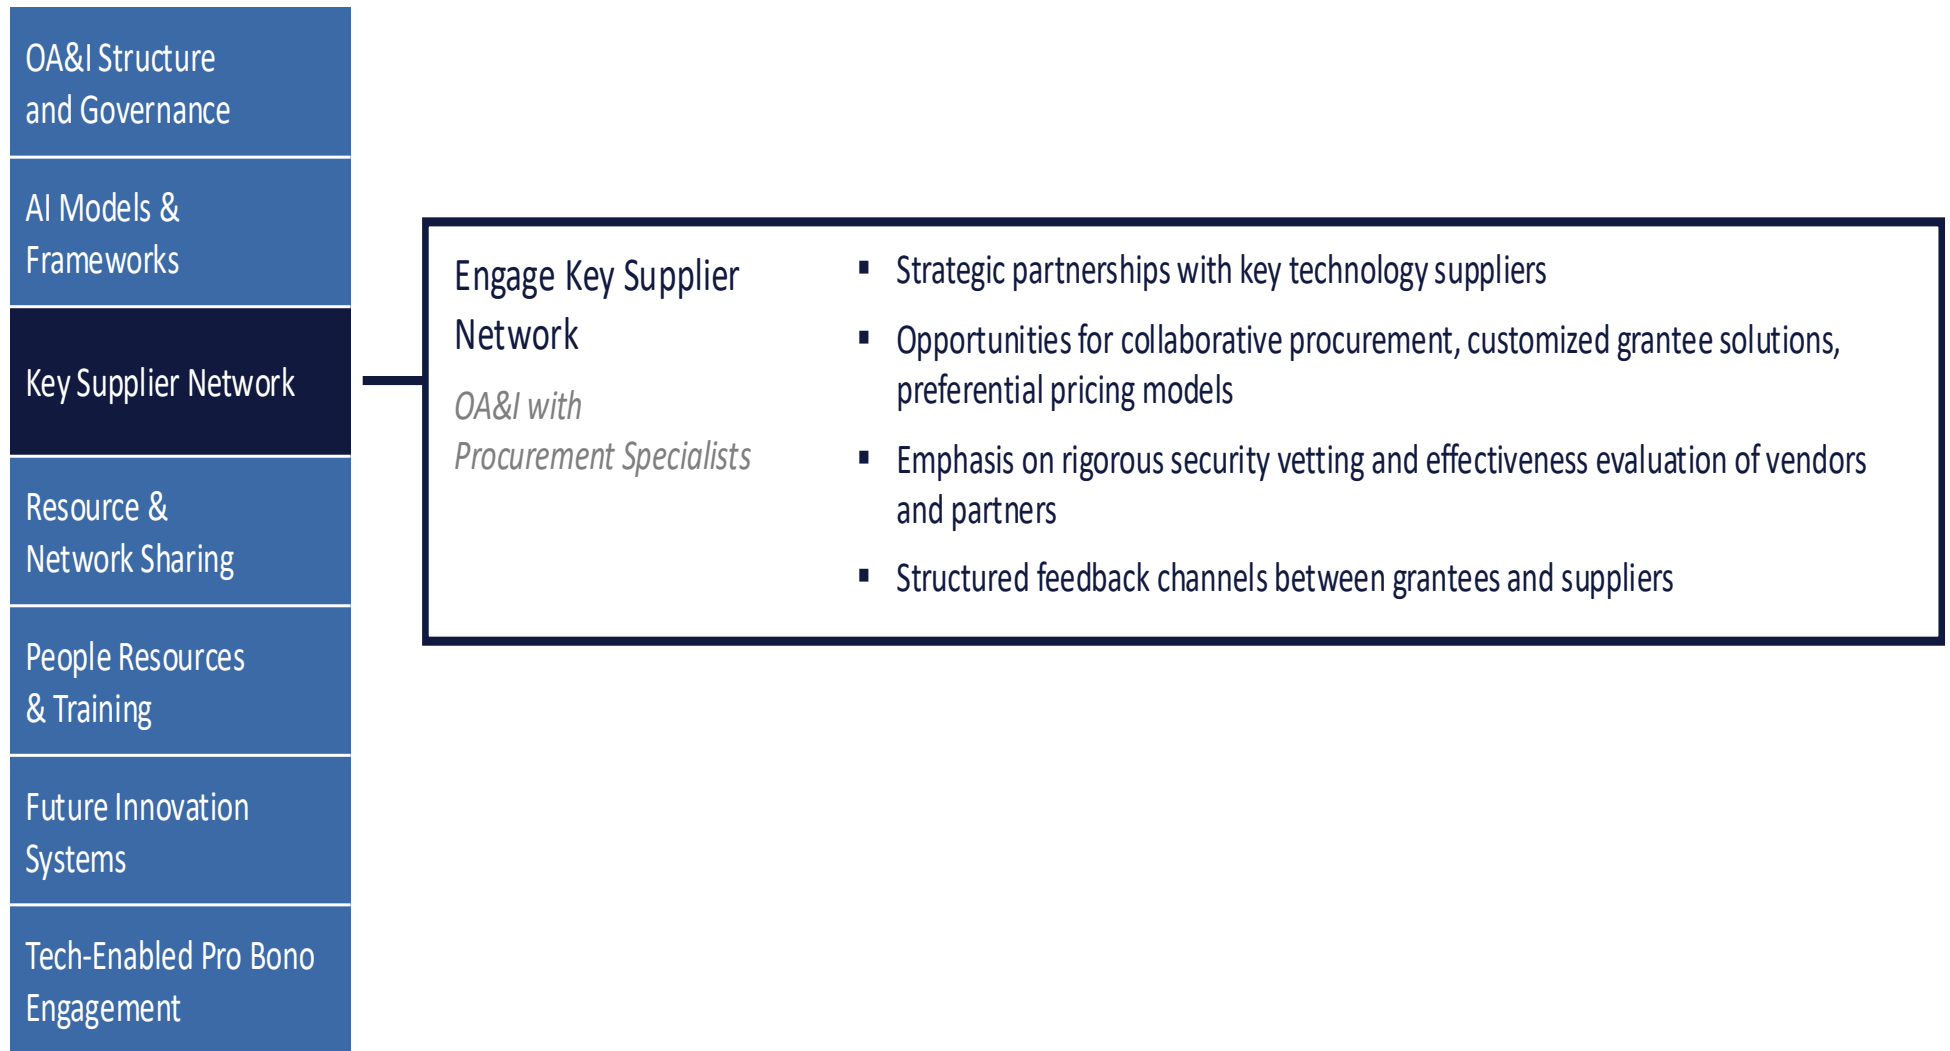 OA&I Structure
and Governance
AI Models &
Frameworks
Key Supplier Network
Resource &
Network Sharing
People Resources
& Training
Future Innovation
Systems
Tech-Enabled Pro Bono
Engagement
Engage Key Supplier
Network
OA&I with
Procurement Specialists
▪ Strategic partnerships with key technology suppliers
▪ Opportunities for collaborative procurement, customized grantee solutions,
preferential pricing models
▪ Emphasis on rigorous security vetting and effectiveness evaluation of vendors
and partners
▪ Structured feedback channels between grantees and suppliers